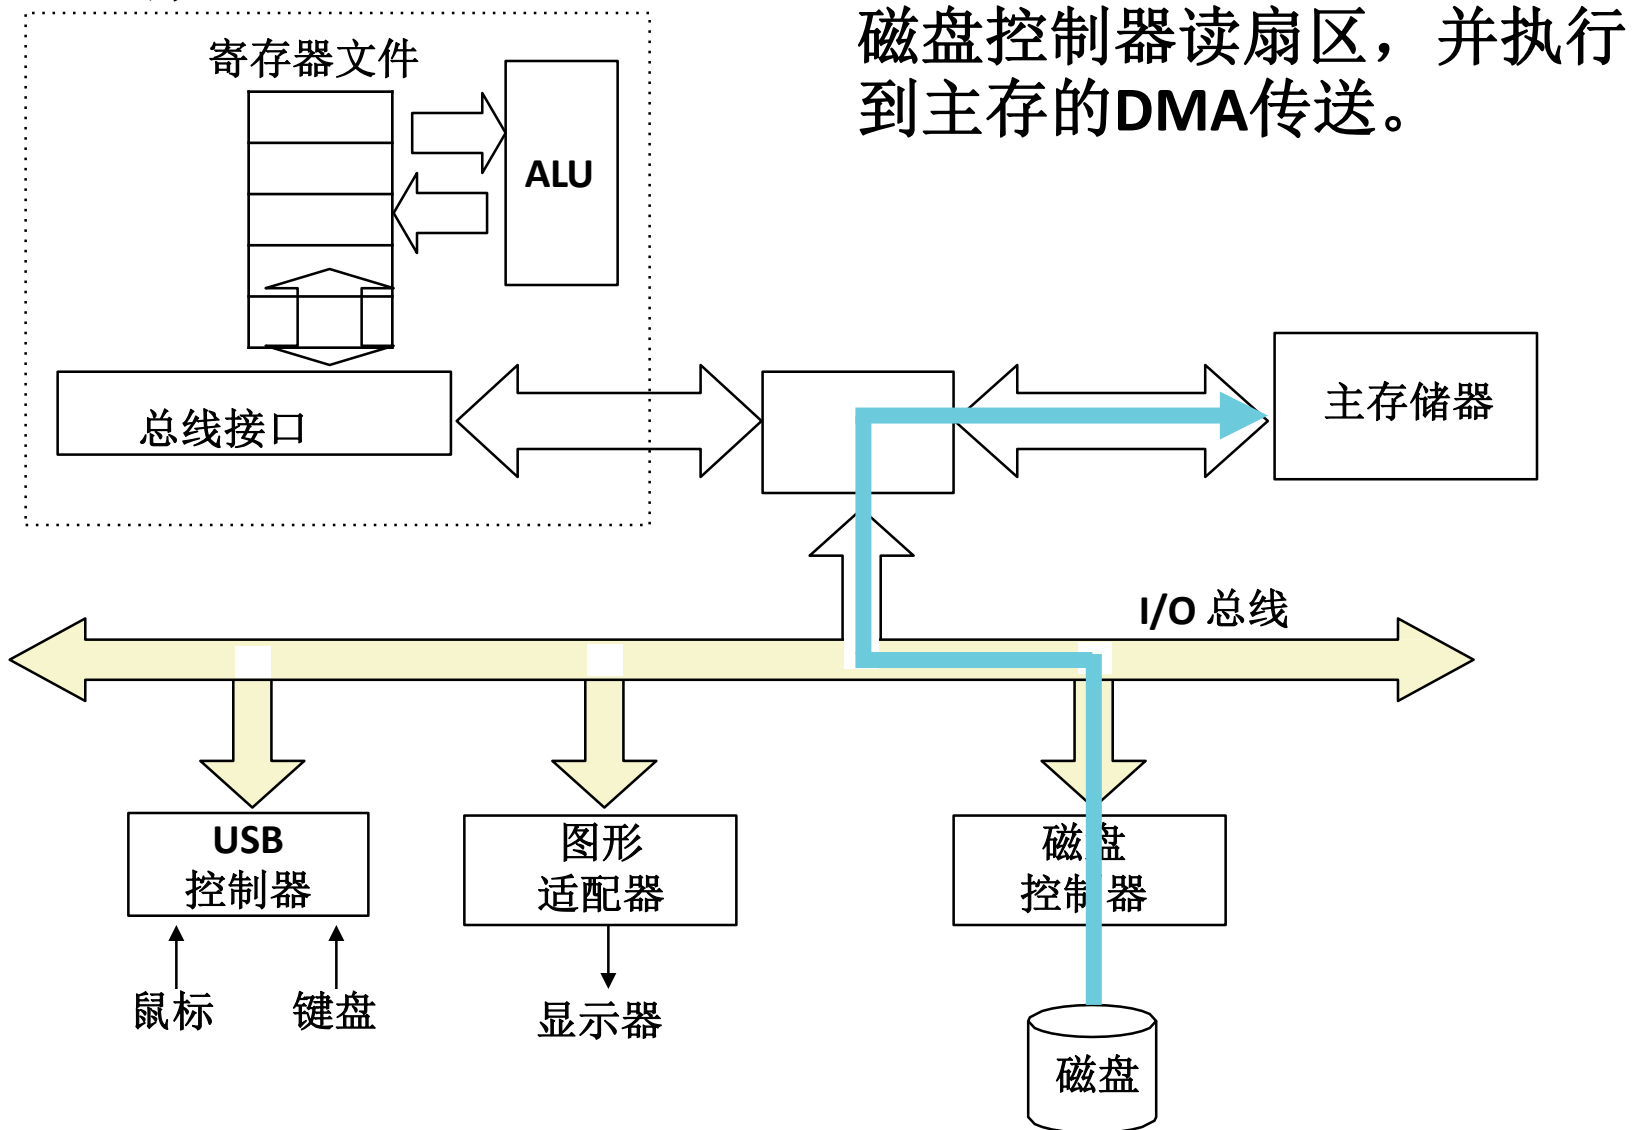 磁盘控制器读扇区，并执行
到主存的DMA传送。
寄存器文件
ALU
总线接口
主存储器
I/O 总线
USB
控制器
图形
适配器
磁盘
控制器
鼠标
键盘
显示器
磁盘